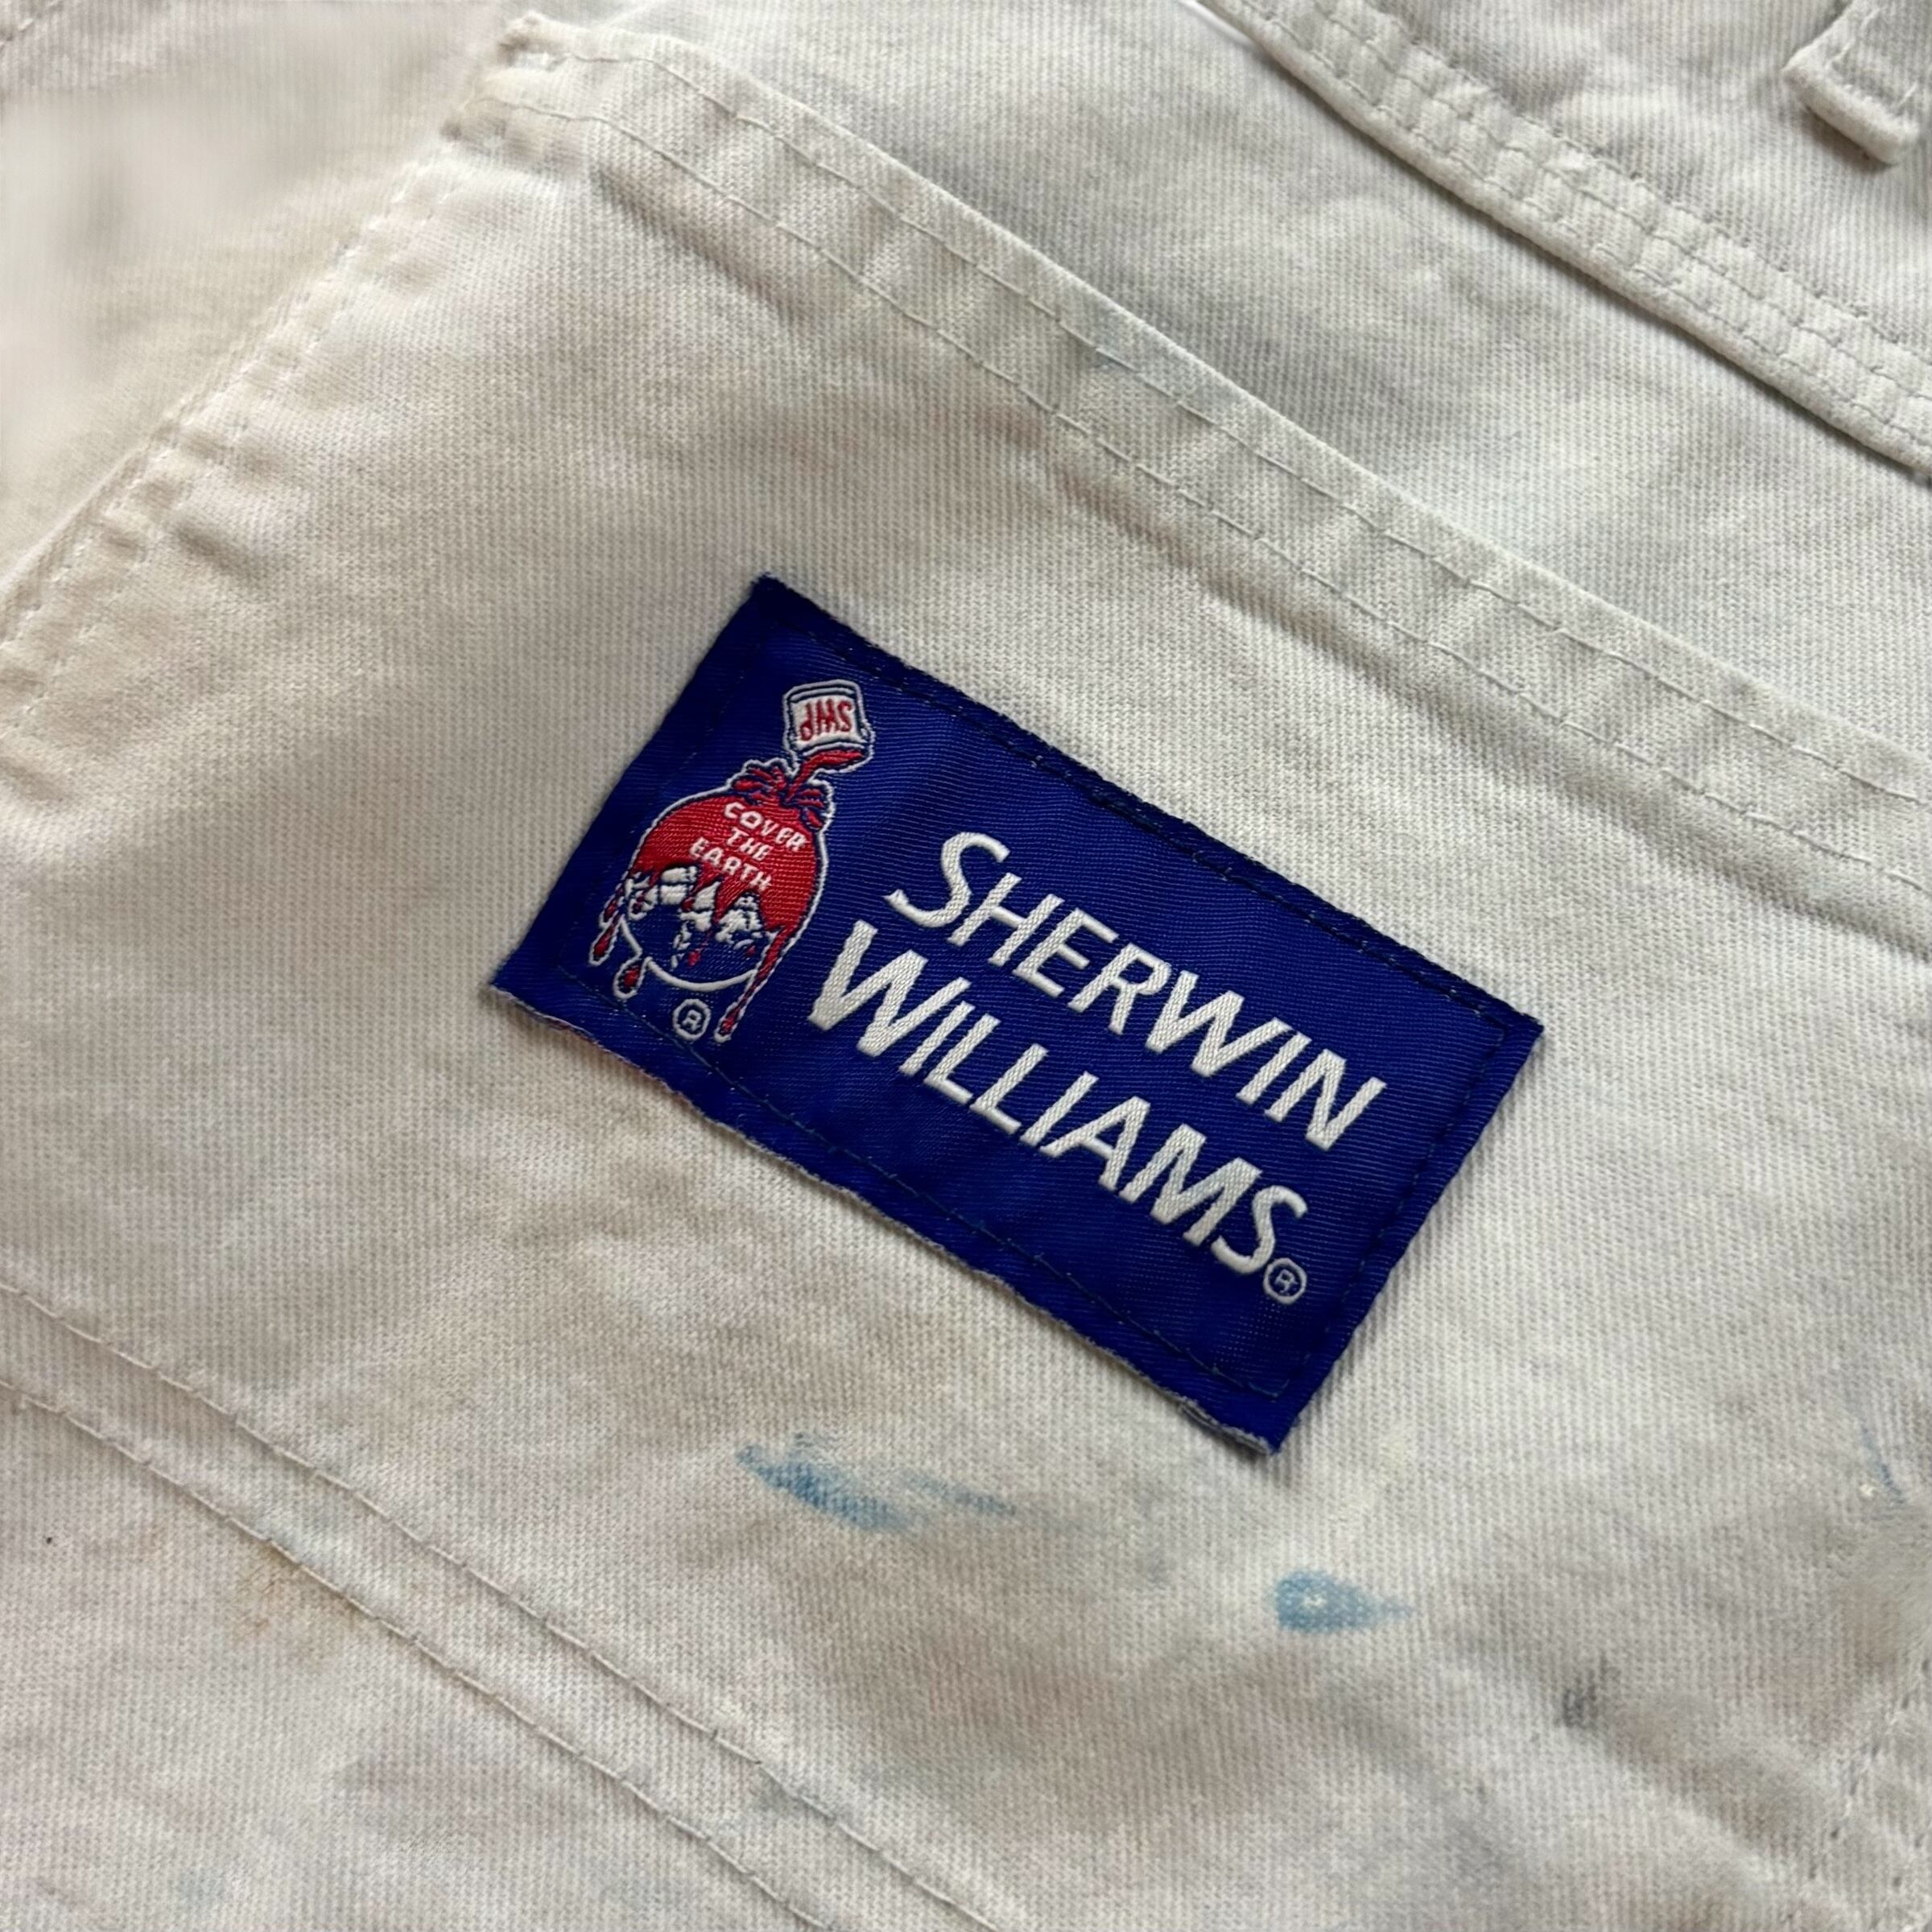 SWP
COVER
THE
EARTH
®
SHERWIN
WILLIAMS®